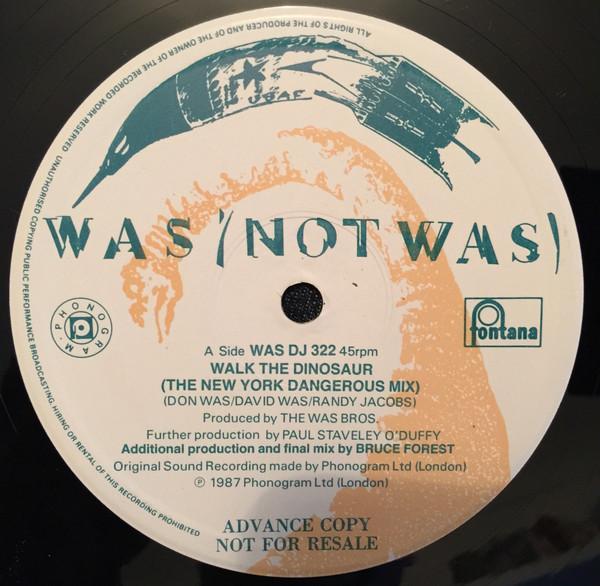 ALL RIGHTS OF THE PRODUCER AND OF THE OWNER OF THE RECORDED WORK RESERVED UNAUTHORISED COPYING PUBLIC PERFORMANCE BROADCASTING, HIRING OR RENTAL OF THIS RECORDING PROHIBITED
USAF
WAS (NOT WAS)
PHONOGRAM
fontana
A Side WAS DJ 322 45rpm
WALK THE DINOSAUR
(THE NEW YORK DANGEROUS MIX)
(DON WAS/DAVID WAS/RANDY JACOBS)
Produced by THE WAS BROS.
Further production by PAUL STAVELEY O'DUFFY
Additional production and final mix by BRUCE FOREST
Original Sound Recording made by Phonogram Ltd (London)
℗ 1987 Phonogram Ltd (London)
ADVANCE COPY
NOT FOR RESALE